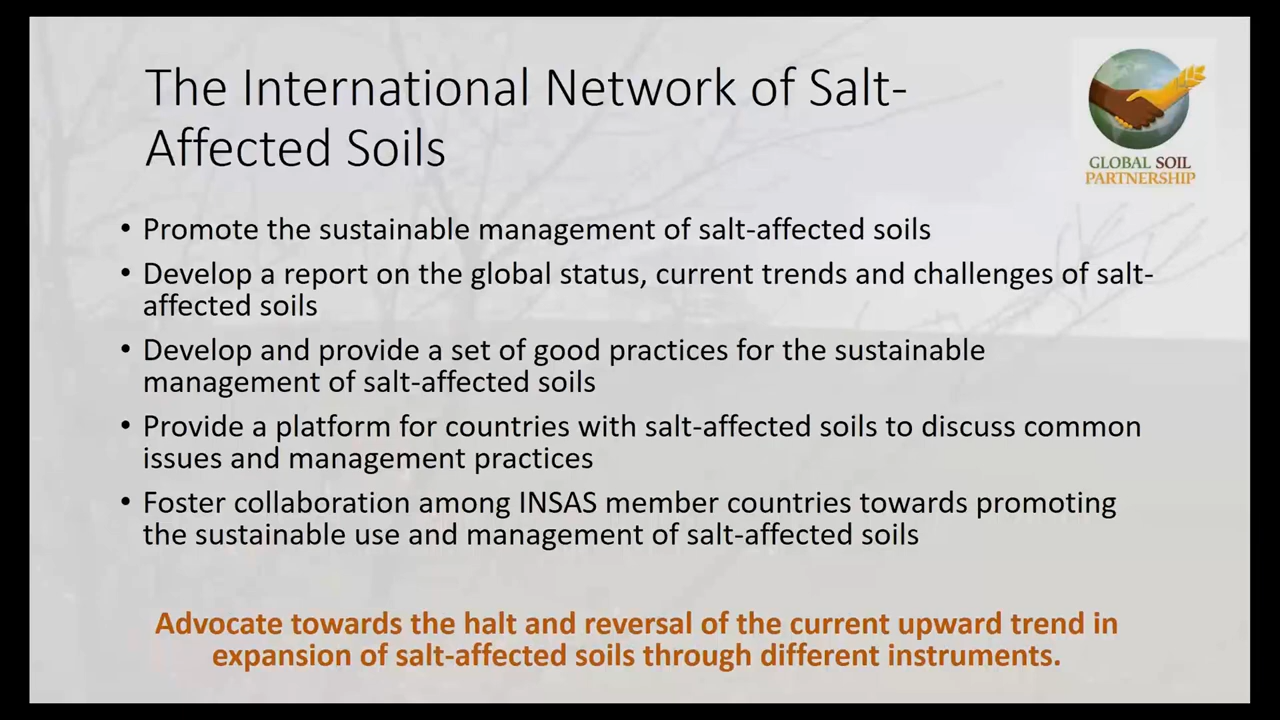 The International Network of Salt-
Affected Soils
GLOBAL SOIL
PARTNERSHIP
• Promote the sustainable management of salt-affected soils
• Develop a report on the global status, current trends and challenges of salt-
affected soils
• Develop and provide a set of good practices for the sustainable
management of salt-affected soils
• Provide a platform for countries with salt-affected soils to discuss common
issues and management practices
• Foster collaboration among INSAS member countries towards promoting
the sustainable use and management of salt-affected soils
Advocate towards the halt and reversal of the current upward trend in
expansion of salt-affected soils through different instruments.